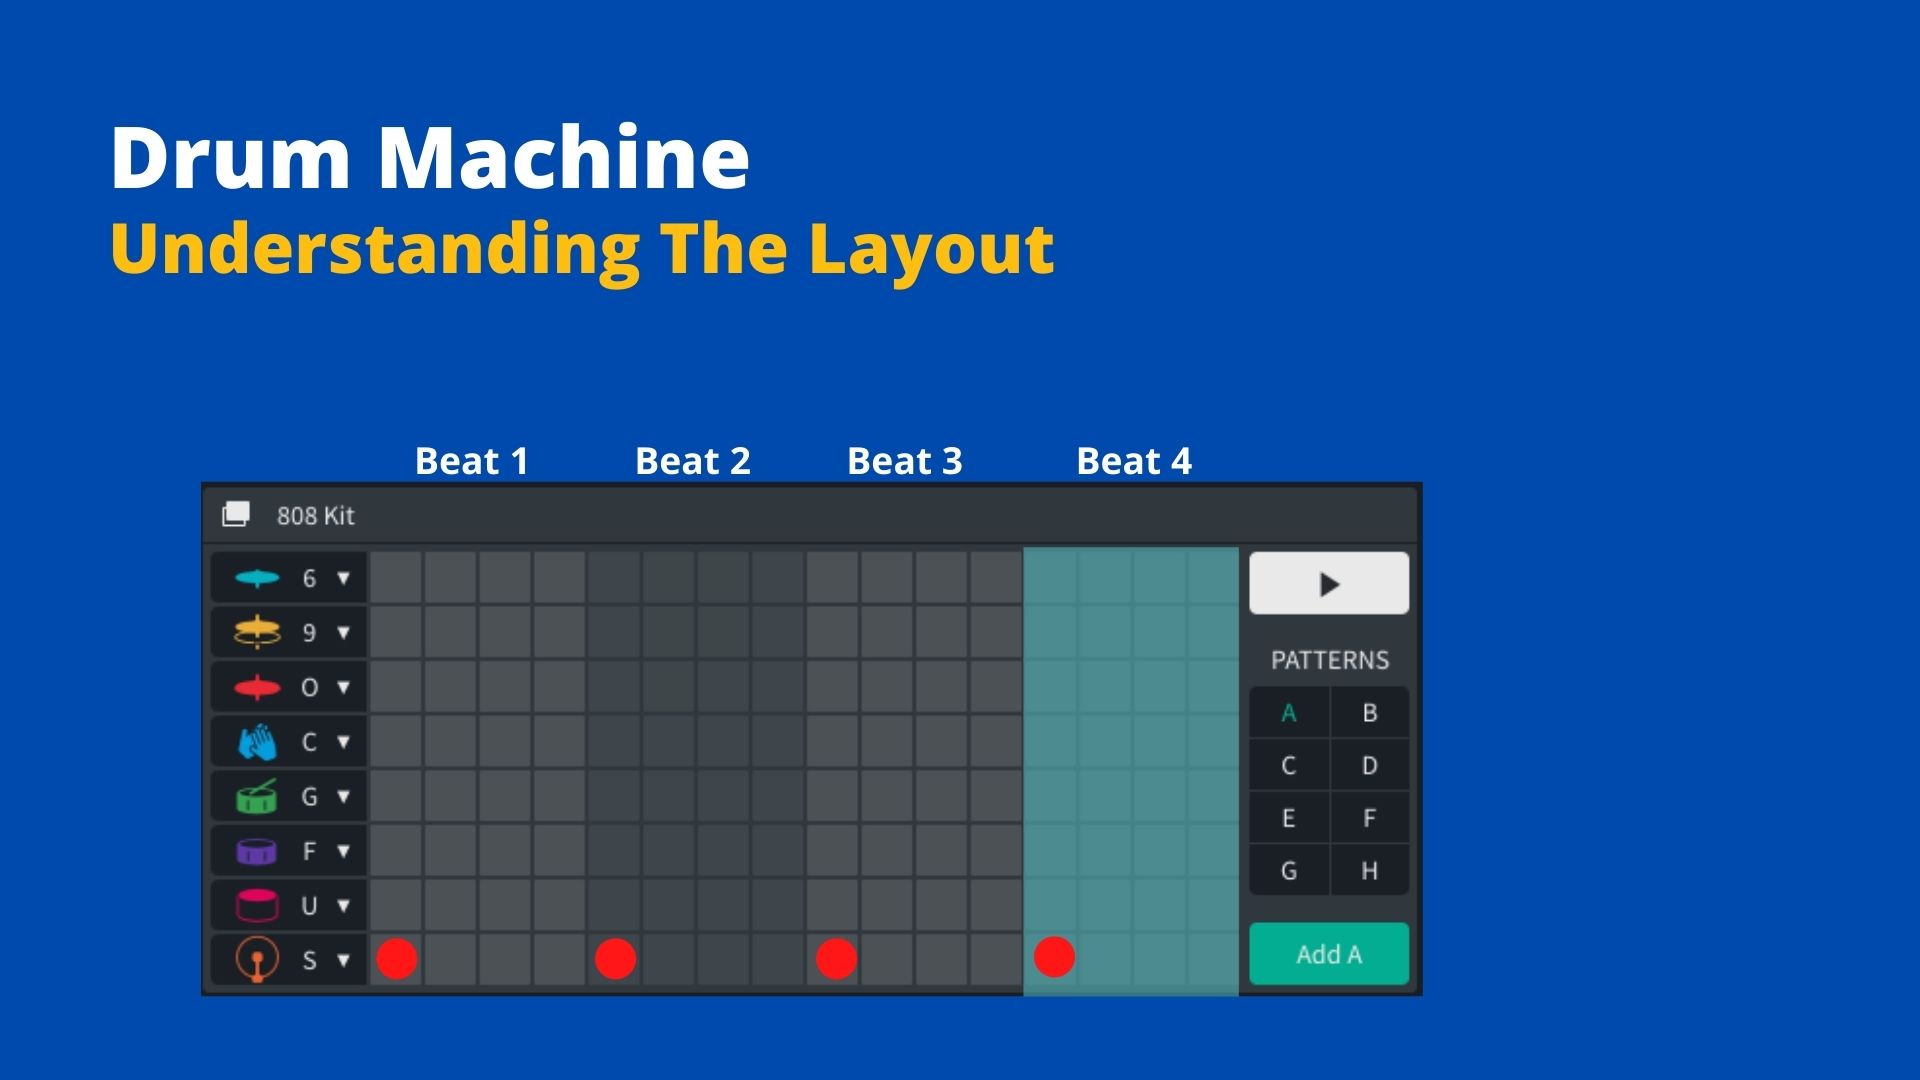 Drum Machine
Understanding The Layout
Beat 1 Beat 2 Beat 3 Beat 4
808 Kit
6
9
O
C
G
F
U
S
PATTERNS
A B
C D
E F
G H
Add A